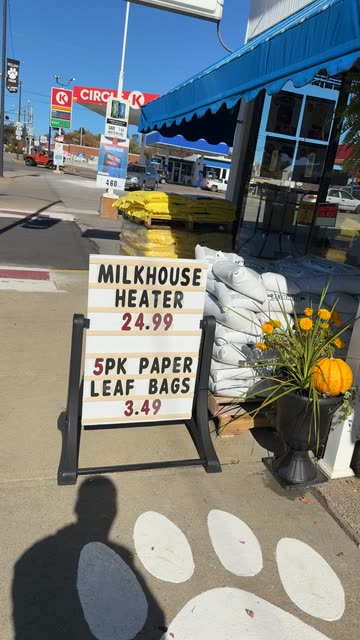 CIRCLE K
K
MILKHOUSE
HEATER
24.99
5PK PAPER
LEAF BAGS
3.49